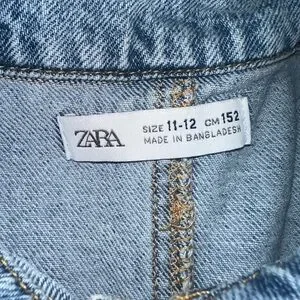 ZARA
SIZE 11-12 CM 152
MADE IN BANGLADESH